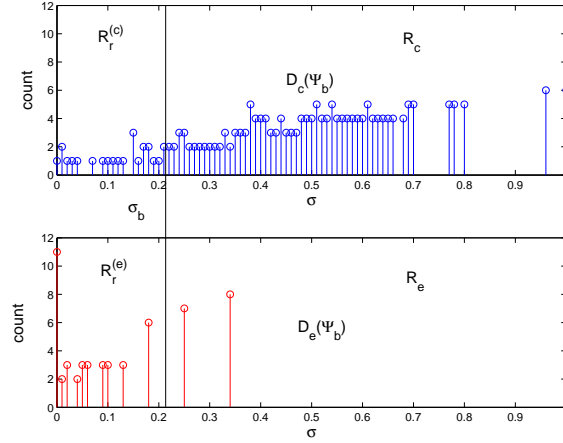 12
10
8
6
4
2
0
count
R_r^(c)
R_c
D_c(Ψ_b)
0 0.1 0.2 0.3 0.4 0.5 0.6 0.7 0.8 0.9
σ_b
σ
12
10
8
6
4
2
0
count
R_r^(e)
R_e
D_e(Ψ_b)
0 0.1 0.2 0.3 0.4 0.5 0.6 0.7 0.8 0.9
σ